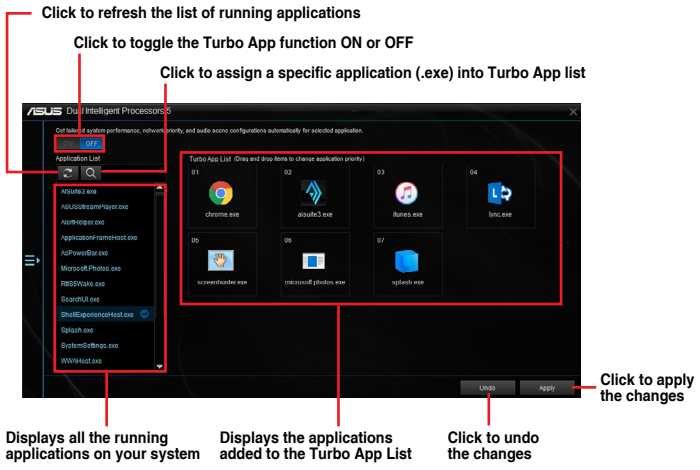 Click to refresh the list of running applications
Click to toggle the Turbo App function ON or OFF
Click to assign a specific application (.exe) into Turbo App list
ASUS Dual Intelligent Processors 5
Get tailored system performance, network priority, and audio scene configurations automatically for selected application.
ON OFF
Application List
Turbo App List (Drag and drop items to change application priority)
AISuite3.exe
ASUSStreamPlayer.exe
AlertHelper.exe
ApplicationFrameHost.exe
AsPowerBar.exe
Microsoft.Photos.exe
RtlS5Wake.exe
SearchUI.exe
ShellExperienceHost.exe
Splash.exe
SystemSettings.exe
WWAHost.exe
01
chrome.exe
02
aisuite3.exe
03
itunes.exe
04
lync.exe
05
screenhunter.exe
06
microsoft.photos.exe
07
splash.exe
Undo
Apply
Click to apply
the changes
Displays all the running
applications on your system
Displays the applications
added to the Turbo App List
Click to undo
the changes